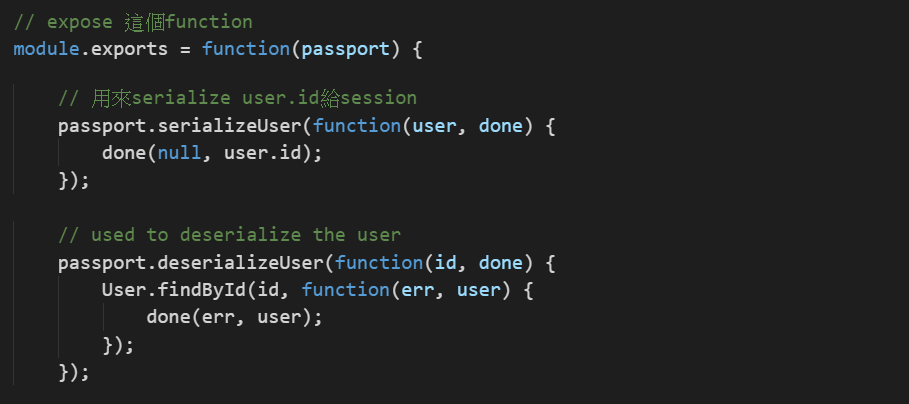 // expose 這個function
module.exports = function(passport) {
// 用來serialize user.id給session
passport.serializeUser(function(user, done) {
done(null, user.id);
});
// used to deserialize the user
passport.deserializeUser(function(id, done) {
User.findById(id, function(err, user) {
done(err, user);
});
});